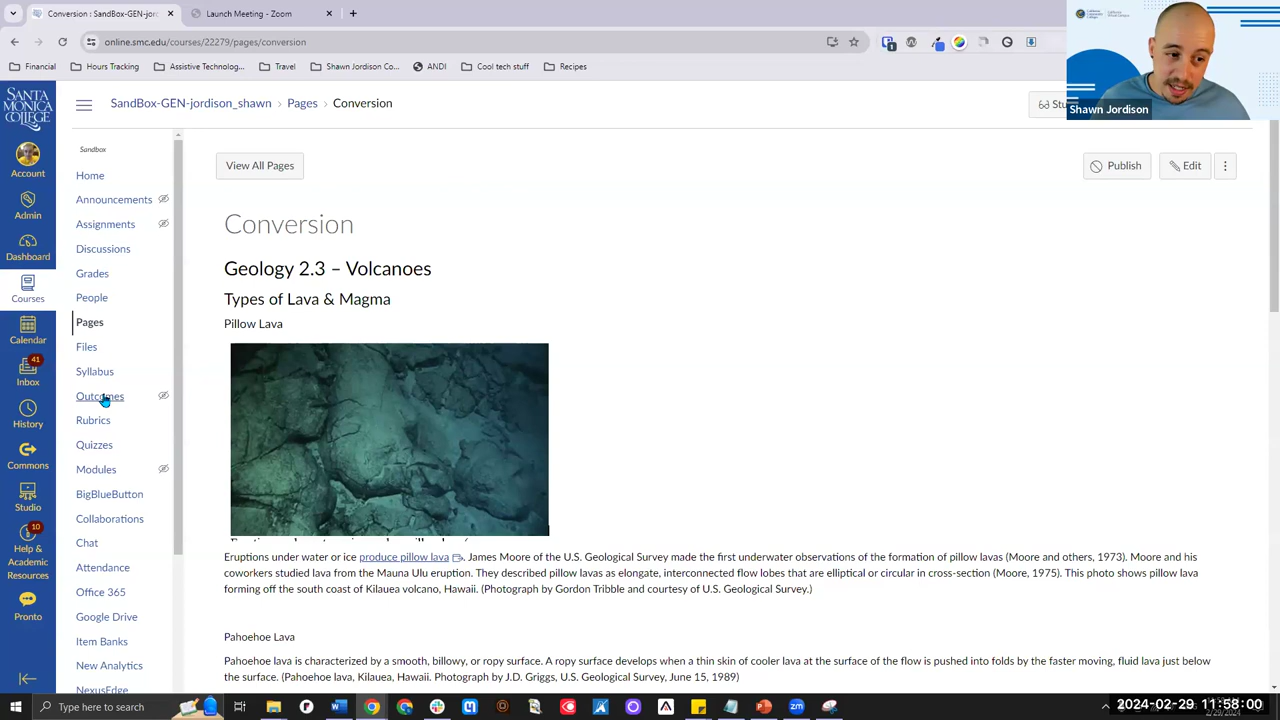 Conversion : SandBox-GEN-jordison
Launch Meeting - Zoom
online.smc.edu/courses/22279/pages/conversion
Financial
Hours Tracking
Assistive Technolog...
Travel
Shawn Jordison...
ANDI
Tech stuff
Recipes
Shawn Jordison
SANTA
MONICA
COLLEGE
Account
Admin
Dashboard
Courses
Calendar
41
Inbox
History
Commons
Studio
10
Help &
Academic
Resources
Pronto
SandBox-GEN-jordison_shawn › Pages › Conversion
Sandbox
Home
Announcements
Assignments
Discussions
Grades
People
Pages
Files
Syllabus
Outcomes
Rubrics
Quizzes
Modules
BigBlueButton
Collaborations
Chat
Attendance
Office 365
Google Drive
Item Banks
New Analytics
NexusEdge
View All Pages
Publish
Edit
Conversion
Geology 2.3 – Volcanoes
Types of Lava & Magma
Pillow Lava
Eruptions under water or ice produce pillow lava. James Moore of the U.S. Geological Survey made the first underwater observations of the formation of pillow lavas (Moore and others, 1973). Moore and his
coworkers studied lava from the Mauna Ulu eruption. They described pillow lavas as elongate, interconnected flow lobes that are elliptical or circular in cross-section (Moore, 1975). This photo shows pillow lava
forming off the south coast of Kilauea volcano, Hawaii. (Photograph by Gordon Tribble and courtesy of U.S. Geological Survey.)
Pahoehoe Lava
Pahoehoe lava is characterized by a smooth, billowy, or ropy surface. A ropy surface develops when a thin skin of cooler lava at the surface of the flow is pushed into folds by the faster moving, fluid lava just below
the surface. (Pahoehoe lava, Kilauea, Hawaii. Photograph by J.D. Griggs, U.S. Geological Survey, June 15, 1989)
Type here to search
2024-02-29 11:58:00